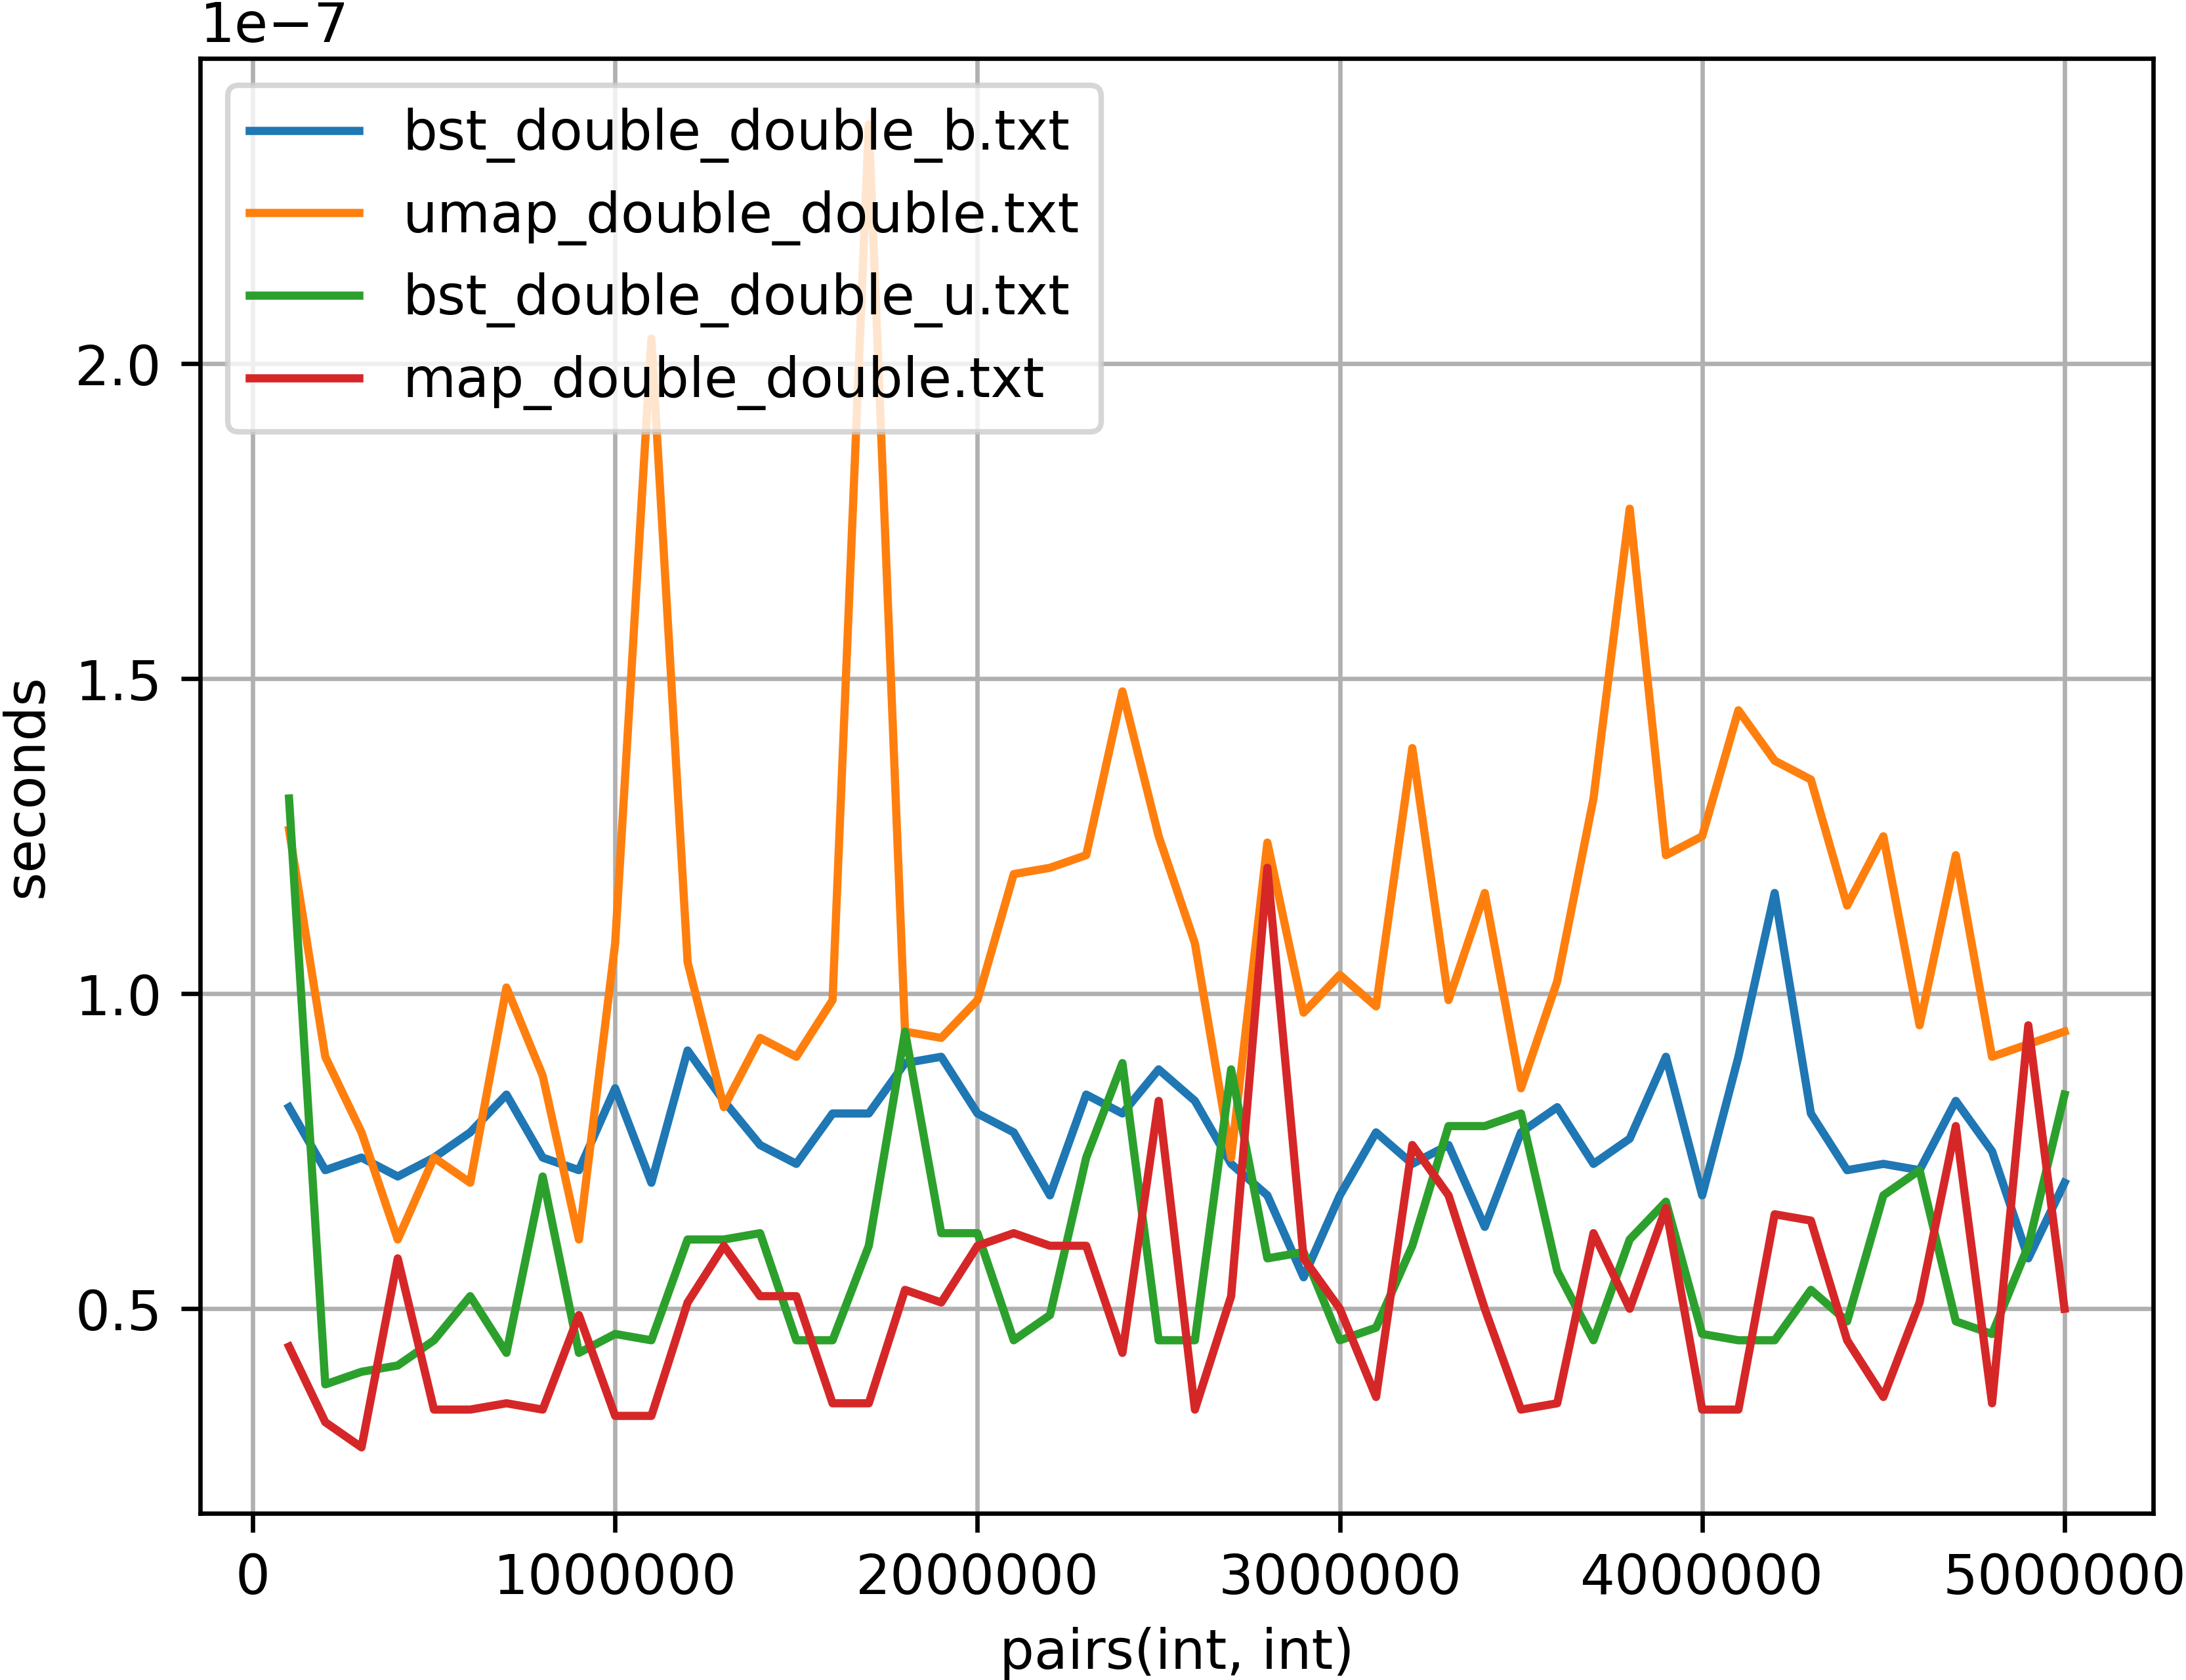 1e−7
bst_double_double_b.txt
umap_double_double.txt
bst_double_double_u.txt
map_double_double.txt
2.0
1.5
1.0
0.5
seconds
0 1000000 2000000 3000000 4000000 5000000
pairs(int, int)